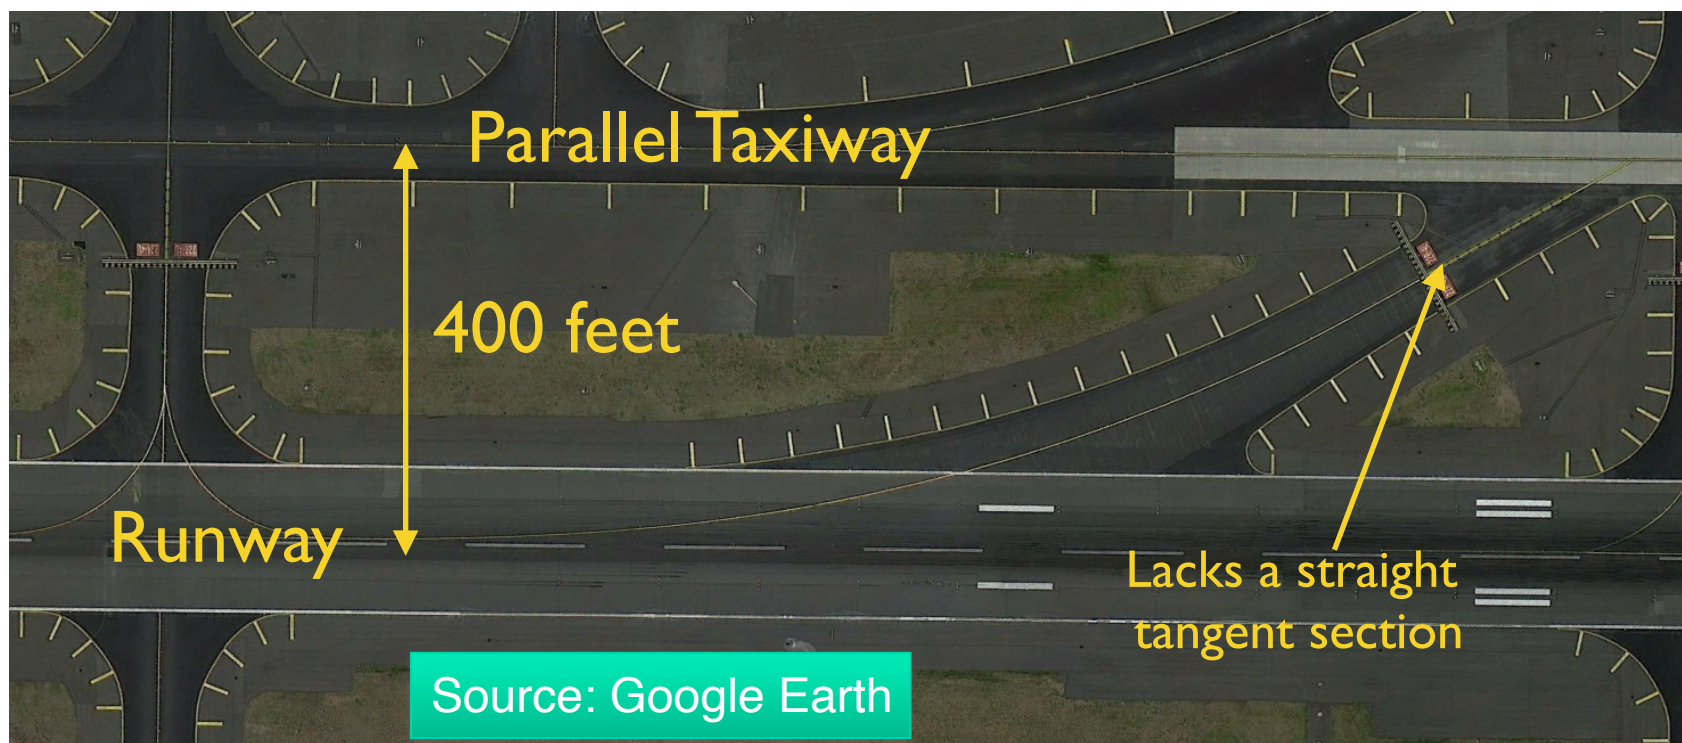 Parallel Taxiway
400 feet
Runway
Lacks a straight
tangent section
Source: Google Earth